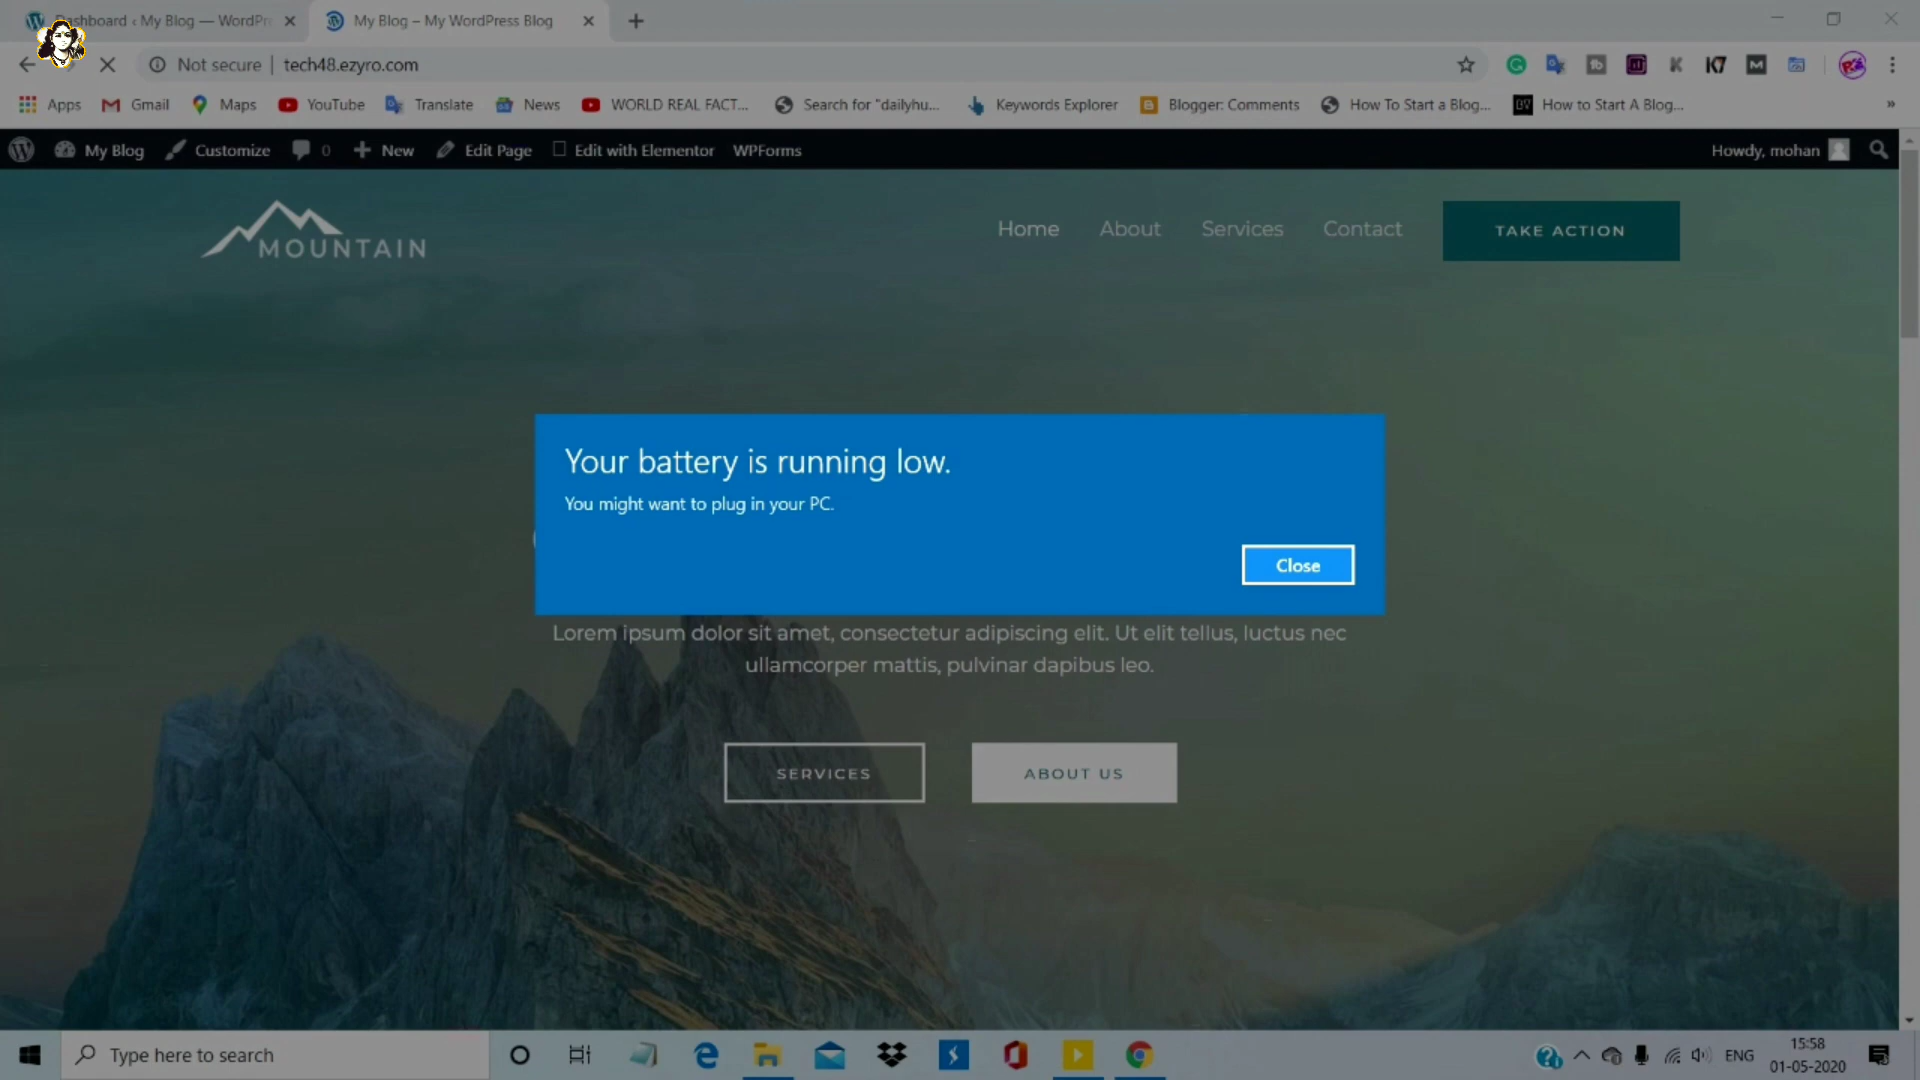 Dashboard ‹ My Blog — WordPre
My Blog – My WordPress Blog
Not secure | tech48.ezyro.com
Apps
Gmail
Maps
YouTube
Translate
News
WORLD REAL FACT...
Search for "dailyhu...
Keywords Explorer
Blogger: Comments
How To Start a Blog...
How to Start A Blog...
»
My Blog
Customize
0
New
Edit Page
Edit with Elementor
WPForms
Howdy, mohan
MOUNTAIN
Home
About
Services
Contact
TAKE ACTION
Your battery is running low.
You might want to plug in your PC.
Close
Lorem ipsum dolor sit amet, consectetur adipiscing elit. Ut elit tellus, luctus nec
ullamcorper mattis, pulvinar dapibus leo.
SERVICES
ABOUT US
Type here to search
ENG
15:58
01-05-2020